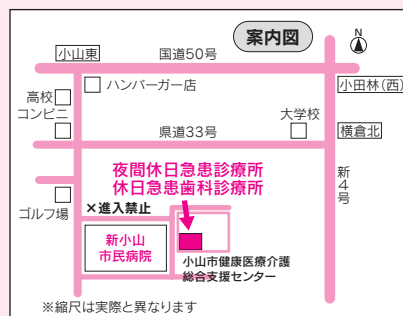 案内図
N
小山東
国道50号
ハンバーガー店
小田林(西)
高校
コンビニ
大学校
県道33号
横倉北
夜間休日急患診療所
休日急患歯科診療所
新4号
ゴルフ場
×進入禁止
新小山
市民病院
小山市健康医療介護
総合支援センター
※縮尺は実際と異なります